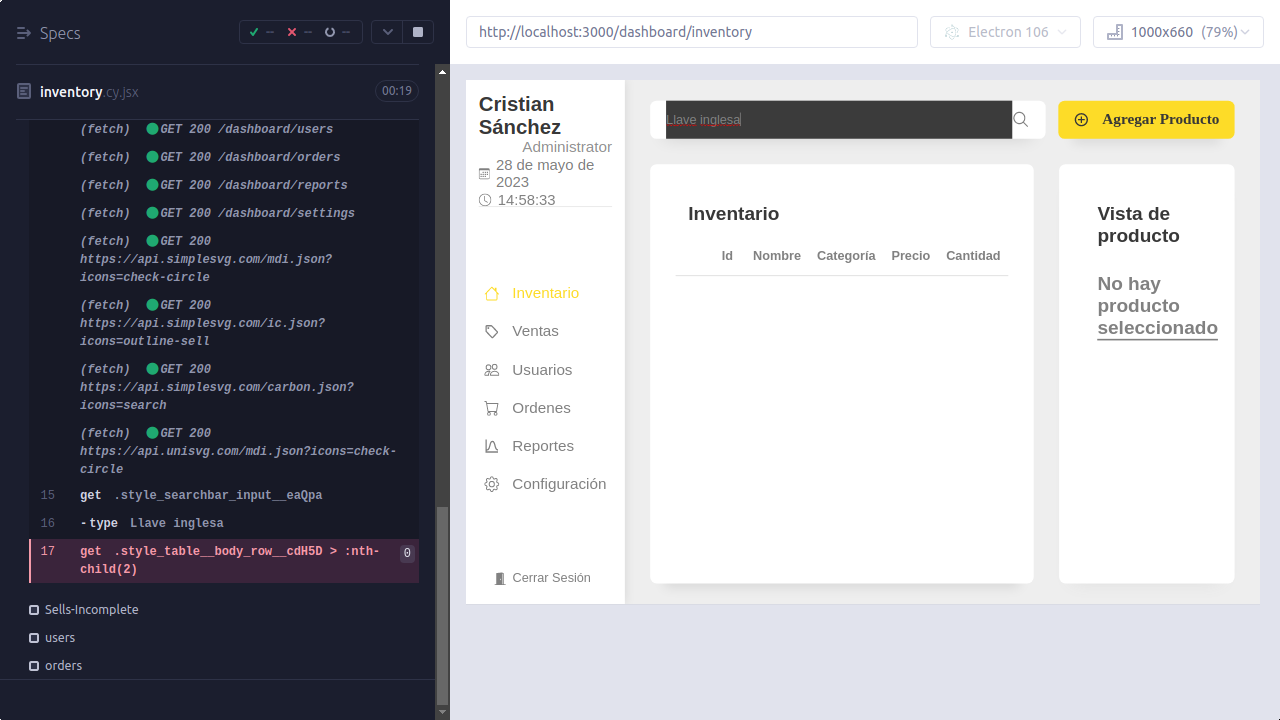 Specs
-- -- --
inventory.cy.jsx
00:19
(fetch) GET 200 /dashboard/users
(fetch) GET 200 /dashboard/orders
(fetch) GET 200 /dashboard/reports
(fetch) GET 200 /dashboard/settings
(fetch) GET 200
https://api.simplesvg.com/mdi.json?
icons=check-circle
(fetch) GET 200
https://api.simplesvg.com/ic.json?
icons=outline-sell
(fetch) GET 200
https://api.simplesvg.com/carbon.json?
icons=search
(fetch) GET 200
https://api.unisvg.com/mdi.json?icons=check-
circle
15 get .style_searchbar_input__eaQpa
16 -type Llave inglesa
17 get .style_table__body_row__cdH5D > :nth-
child(2)
0
Sells-Incomplete
users
orders
http://localhost:3000/dashboard/inventory
Electron 106
1000x660 (79%)
Cristian
Sánchez
Administrator
28 de mayo de
2023
14:58:33
Inventario
Ventas
Usuarios
Ordenes
Reportes
Configuración
Cerrar Sesión
Llave inglesa
Agregar Producto
Inventario
Id Nombre Categoría Precio Cantidad
Vista de
producto
No hay
producto
seleccionado